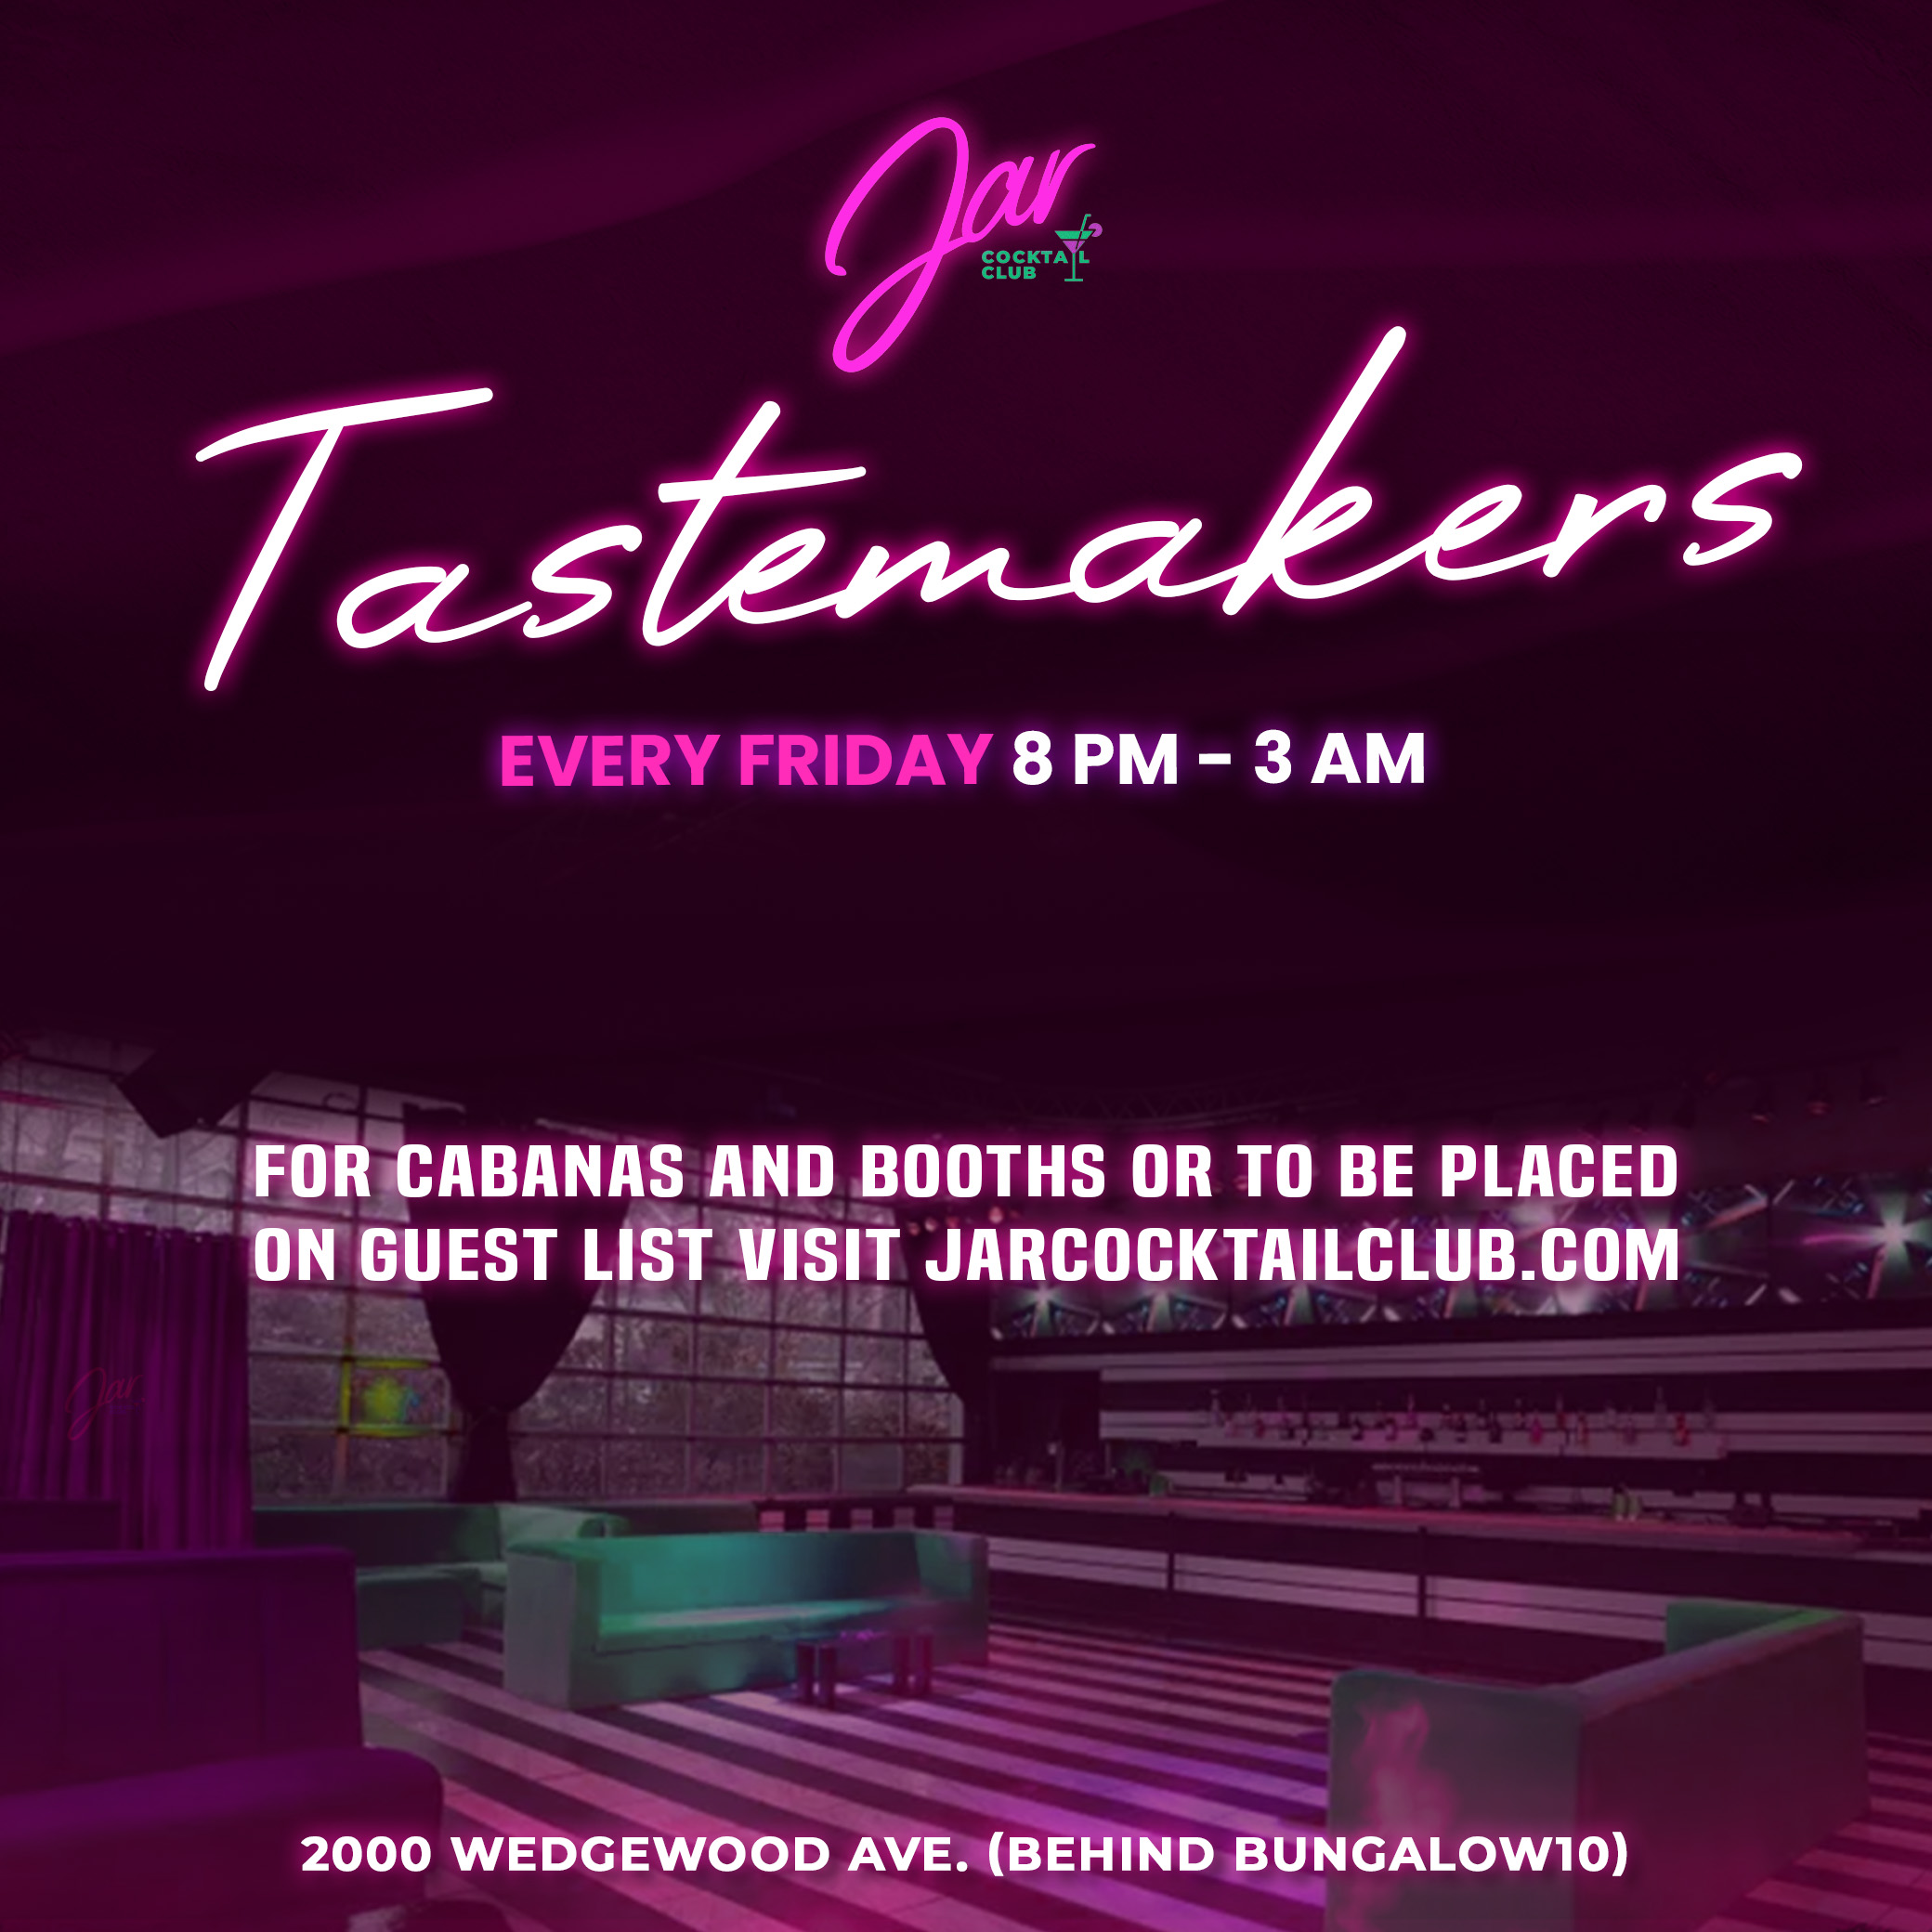 Jar
COCKTAIL
CLUB
Tastemakers
EVERY FRIDAY 8 PM - 3 AM
FOR CABANAS AND BOOTHS OR TO BE PLACED
ON GUEST LIST VISIT JARCOCKTAILCLUB.COM
Jar
2000 WEDGEWOOD AVE. (BEHIND BUNGALOW10)